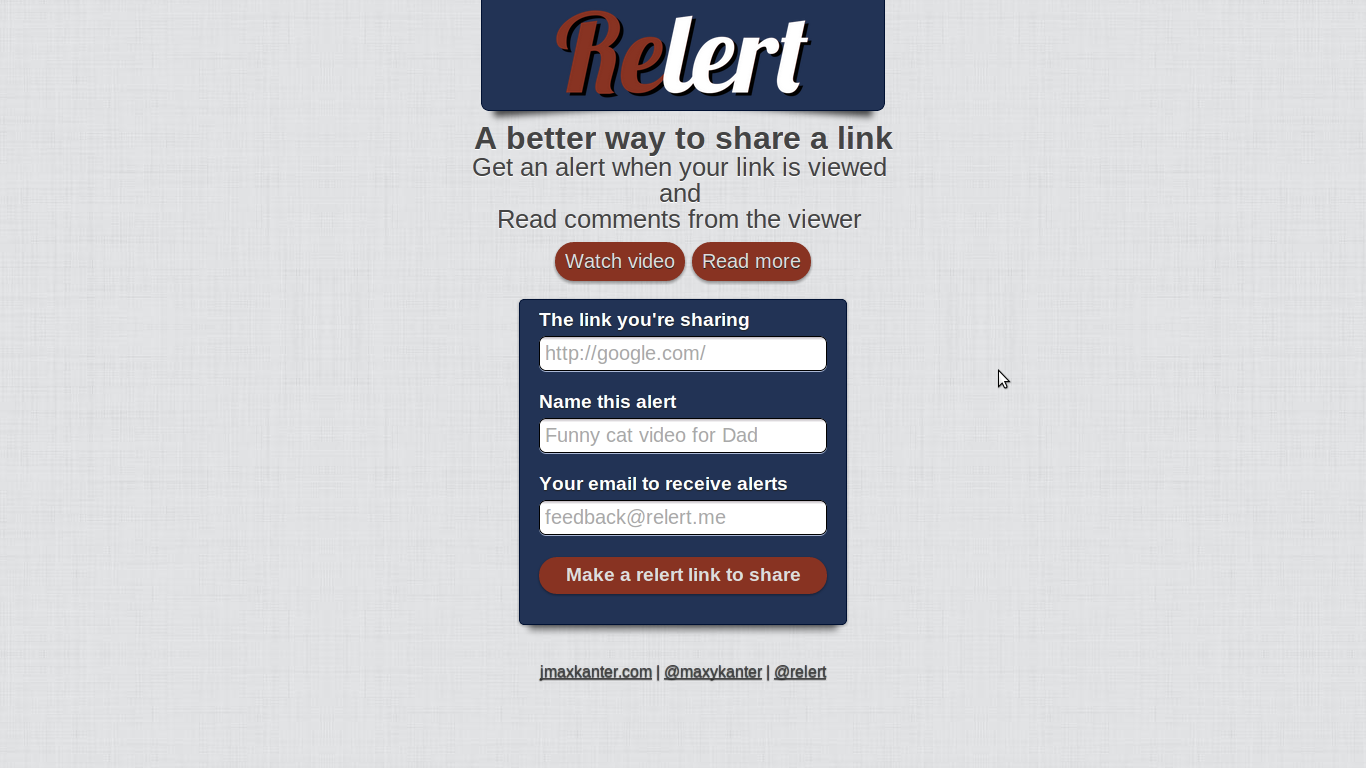 Relert
A better way to share a link
Get an alert when your link is viewed
and
Read comments from the viewer
Watch video Read more
The link you're sharing
http://google.com/
Name this alert
Funny cat video for Dad
Your email to receive alerts
feedback@relert.me
Make a relert link to share
jmaxkanter.com | @maxykanter | @relert